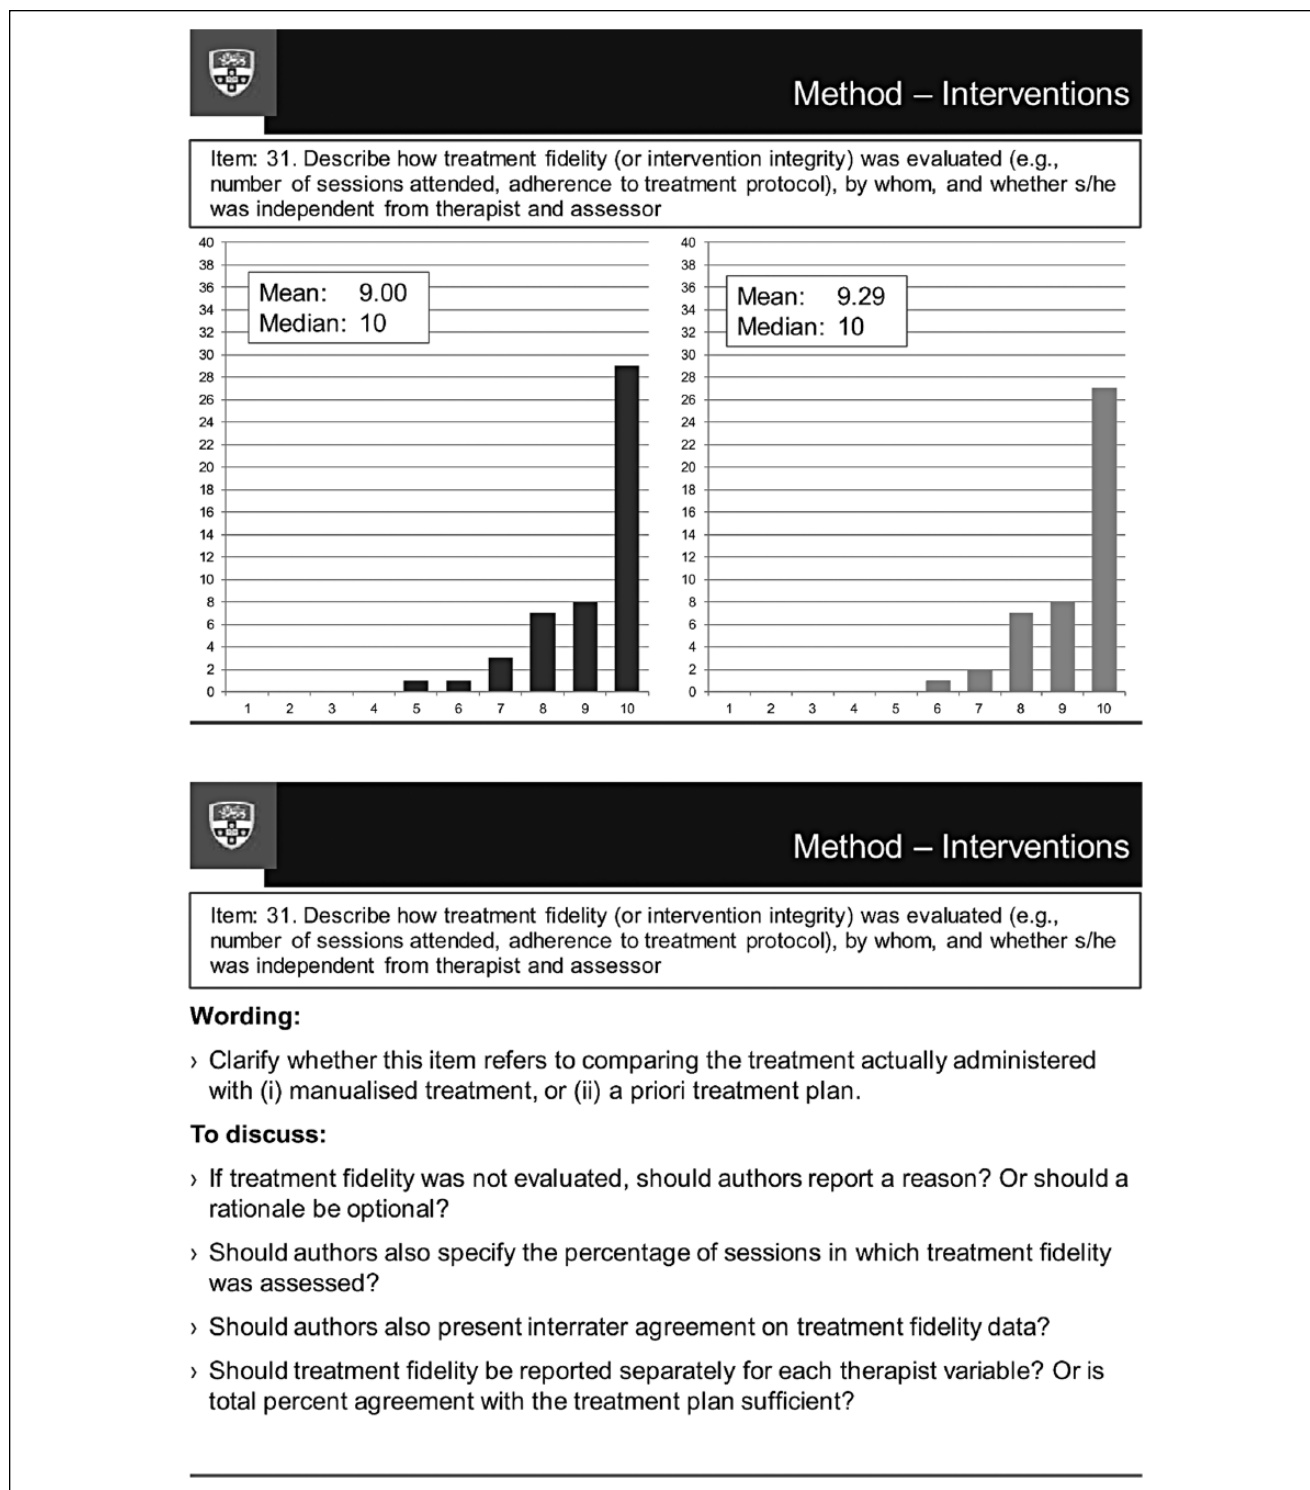 Method – Interventions
Item: 31. Describe how treatment fidelity (or intervention integrity) was evaluated (e.g.,
number of sessions attended, adherence to treatment protocol), by whom, and whether s/he
was independent from therapist and assessor
40
38
36
34
32
30
28
26
24
22
20
18
16
14
12
10
8
6
4
2
0
Mean: 9.00
Median: 10
1 2 3 4 5 6 7 8 9 10
40
38
36
34
32
30
28
26
24
22
20
18
16
14
12
10
8
6
4
2
0
Mean: 9.29
Median: 10
1 2 3 4 5 6 7 8 9 10
Method – Interventions
Item: 31. Describe how treatment fidelity (or intervention integrity) was evaluated (e.g.,
number of sessions attended, adherence to treatment protocol), by whom, and whether s/he
was independent from therapist and assessor
Wording:
› Clarify whether this item refers to comparing the treatment actually administered
with (i) manualised treatment, or (ii) a priori treatment plan.
To discuss:
› If treatment fidelity was not evaluated, should authors report a reason? Or should a
rationale be optional?
› Should authors also specify the percentage of sessions in which treatment fidelity
was assessed?
› Should authors also present interrater agreement on treatment fidelity data?
› Should treatment fidelity be reported separately for each therapist variable? Or is
total percent agreement with the treatment plan sufficient?